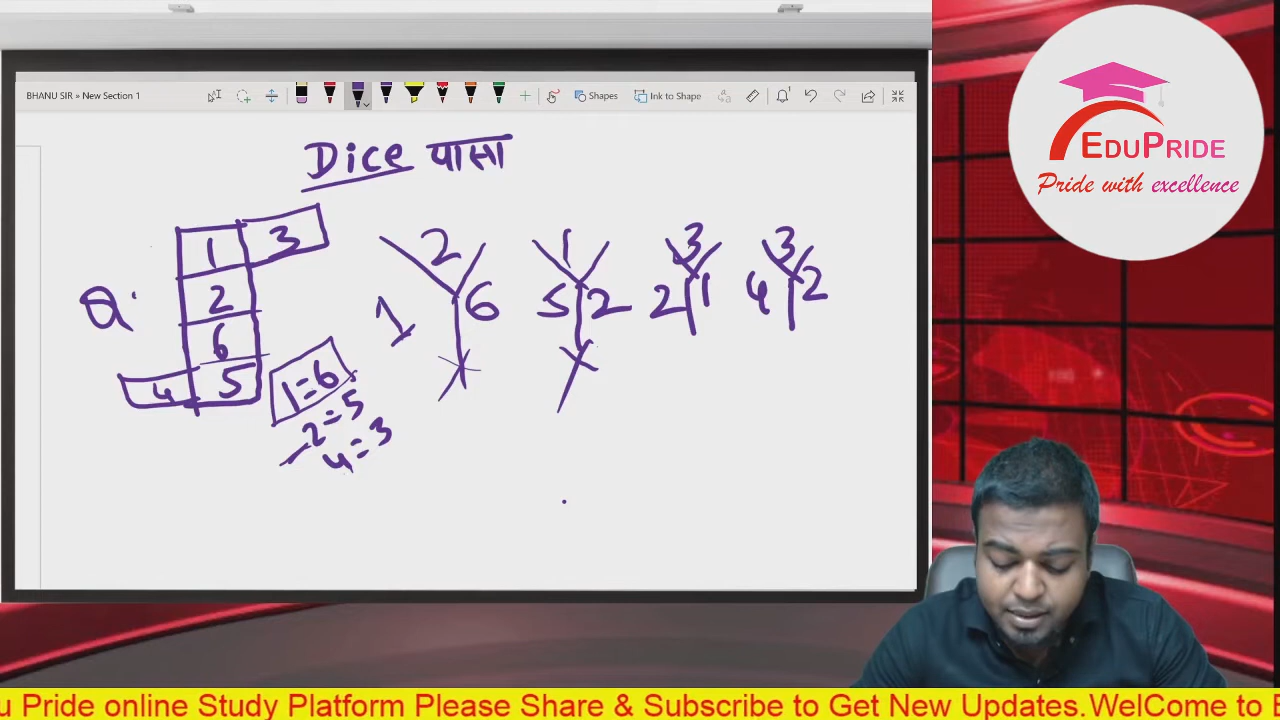 BHANU SIR » New Section 1
Shapes
Ink to Shape
EDUPRIDE
Pride with excellence
Dice पासा
Q.
1 3
2
6
4 5
1=6
2=5
4=3
2
1 6
1
5 2
3
2 1
3
4 2
u Pride online Study Platform Please Share & Subscribe to Get New Updates.WelCome to E